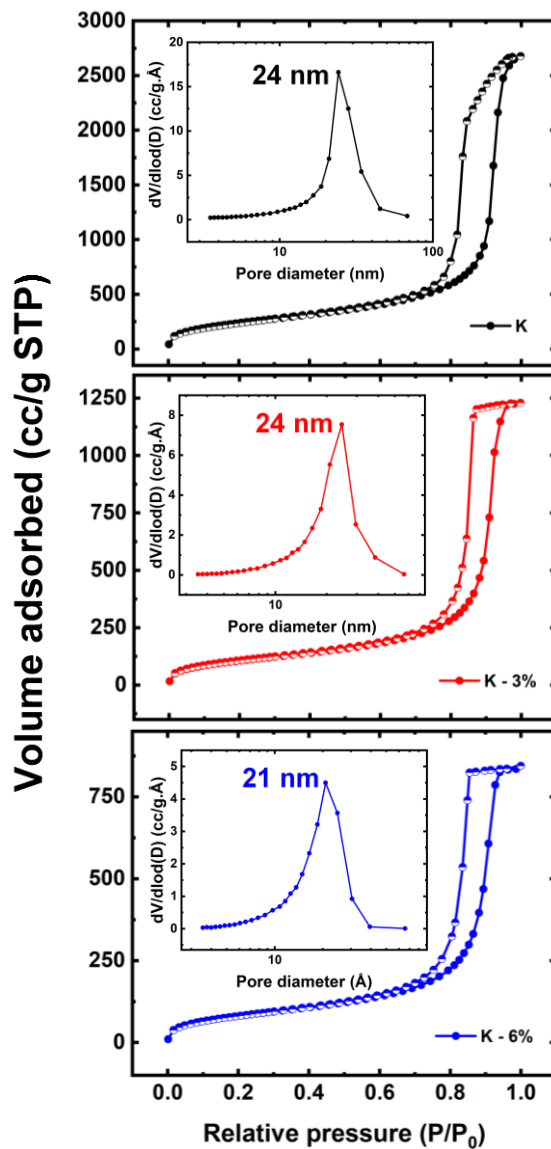 Volume adsorbed (cc/g STP)
3000
2500
2000
1500
1000
500
0
20
15
10
5
0
dV/dlod(D) (cc/g.Å)
24 nm
10
100
Pore diameter (nm)
K
1250
1000
750
500
250
0
8
6
4
2
0
dV/dlod(D) (cc/g.Å)
24 nm
10
Pore diameter (nm)
K - 3%
750
500
250
0
5
4
3
2
1
0
dV/dlod(D) (cc/g.Å)
21 nm
10
Pore diameter (Å)
K - 6%
0.0 0.2 0.4 0.6 0.8 1.0
Relative pressure (P/P0)